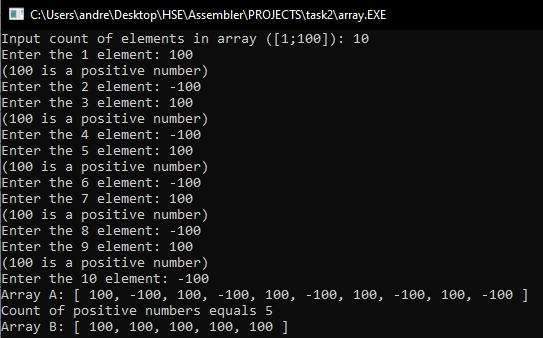 C:\Users\andre\Desktop\HSE\Assembler\PROJECTS\task2\array.EXE
Input count of elements in array ([1;100]): 10
Enter the 1 element: 100
(100 is a positive number)
Enter the 2 element: -100
Enter the 3 element: 100
(100 is a positive number)
Enter the 4 element: -100
Enter the 5 element: 100
(100 is a positive number)
Enter the 6 element: -100
Enter the 7 element: 100
(100 is a positive number)
Enter the 8 element: -100
Enter the 9 element: 100
(100 is a positive number)
Enter the 10 element: -100
Array A: [ 100, -100, 100, -100, 100, -100, 100, -100, 100, -100 ]
Count of positive numbers equals 5
Array B: [ 100, 100, 100, 100, 100 ]